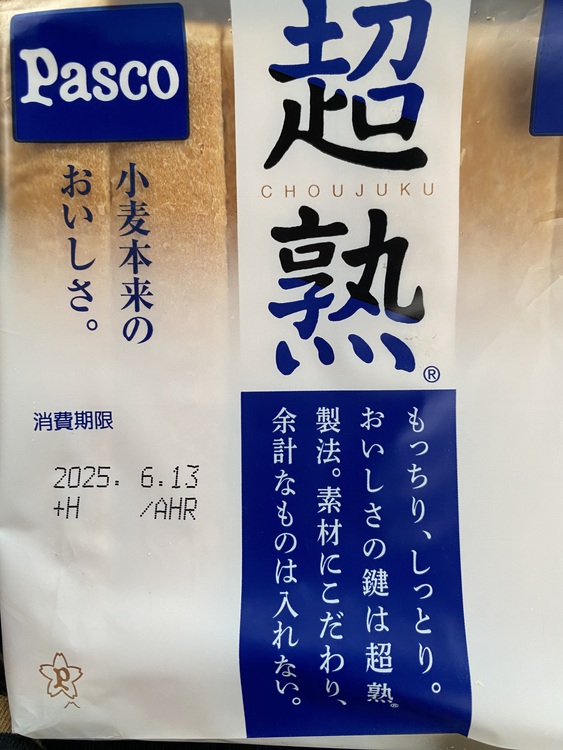 Pasco
超熟
CHOUJUKU
®
小麦本来の
おいしさ。
消費期限
2025. 6.13
+H /AHR
もっちり、しっとり。
おいしさの鍵は超熟®
製法。素材にこだわり、
余計なものは入れない。
P